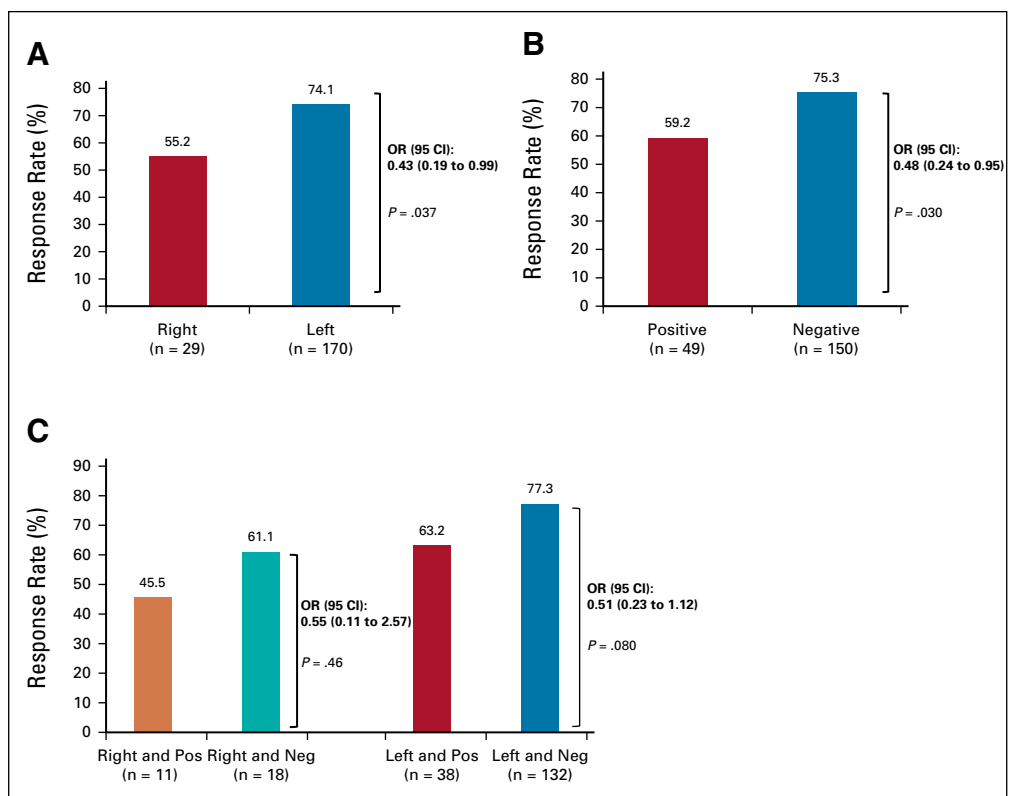 A
Response Rate (%)
80
70
60
50
40
30
20
10
0
55.2
74.1
OR (95 CI):
0.43 (0.19 to 0.99)
P = .037
Right
(n = 29)
Left
(n = 170)
B
Response Rate (%)
80
70
60
50
40
30
20
10
0
59.2
75.3
OR (95 CI):
0.48 (0.24 to 0.95)
P = .030
Positive
(n = 49)
Negative
(n = 150)
C
Response Rate (%)
90
80
70
60
50
40
30
20
10
0
45.5
61.1
OR (95 CI):
0.55 (0.11 to 2.57)
P = .46
63.2
77.3
OR (95 CI):
0.51 (0.23 to 1.12)
P = .080
Right and Pos
(n = 11)
Right and Neg
(n = 18)
Left and Pos
(n = 38)
Left and Neg
(n = 132)